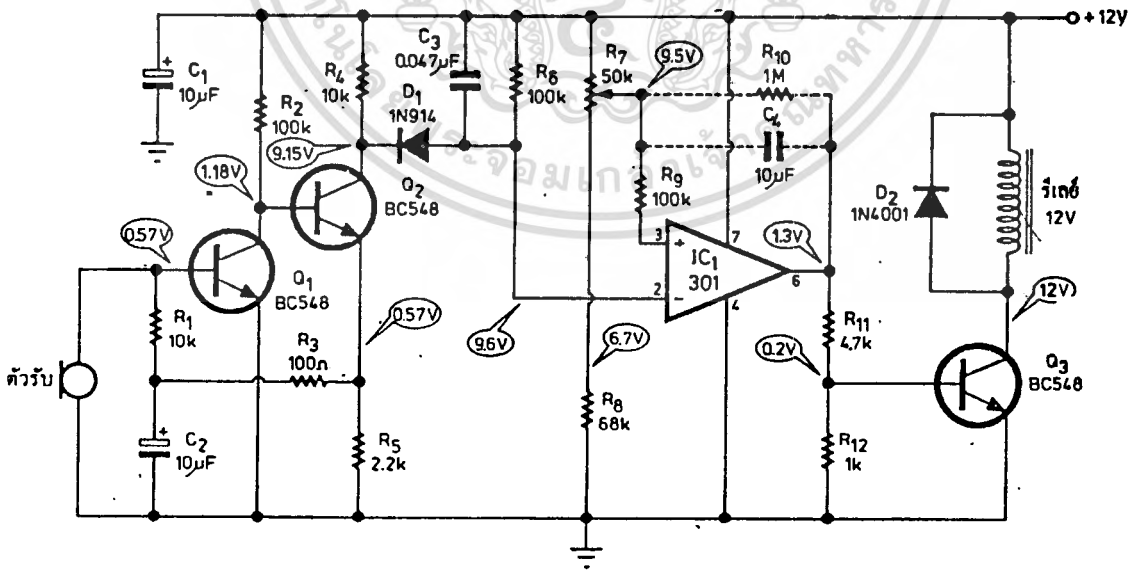 + 12V
C1
10µF
R2
100k
R4
10k
C3
0.047µF
D1
1N914
R6
100k
R7
50k
9.5V
R10
1M
C4
10µF
9.15V
1.18V
Q2
BC548
0.57V
Q1
BC548
R9
100k
3
+
7
IC1
301
6
2
-
4
1.3V
D2
1N4001
รีเลย์
12V
R1
10k
R3
100Ω
0.57V
9.6V
6.7V
R11
4.7k
0.2V
12V
Q3
BC548
ตัวรับ
C2
10µF
R5
2.2k
R8
68k
R12
1k